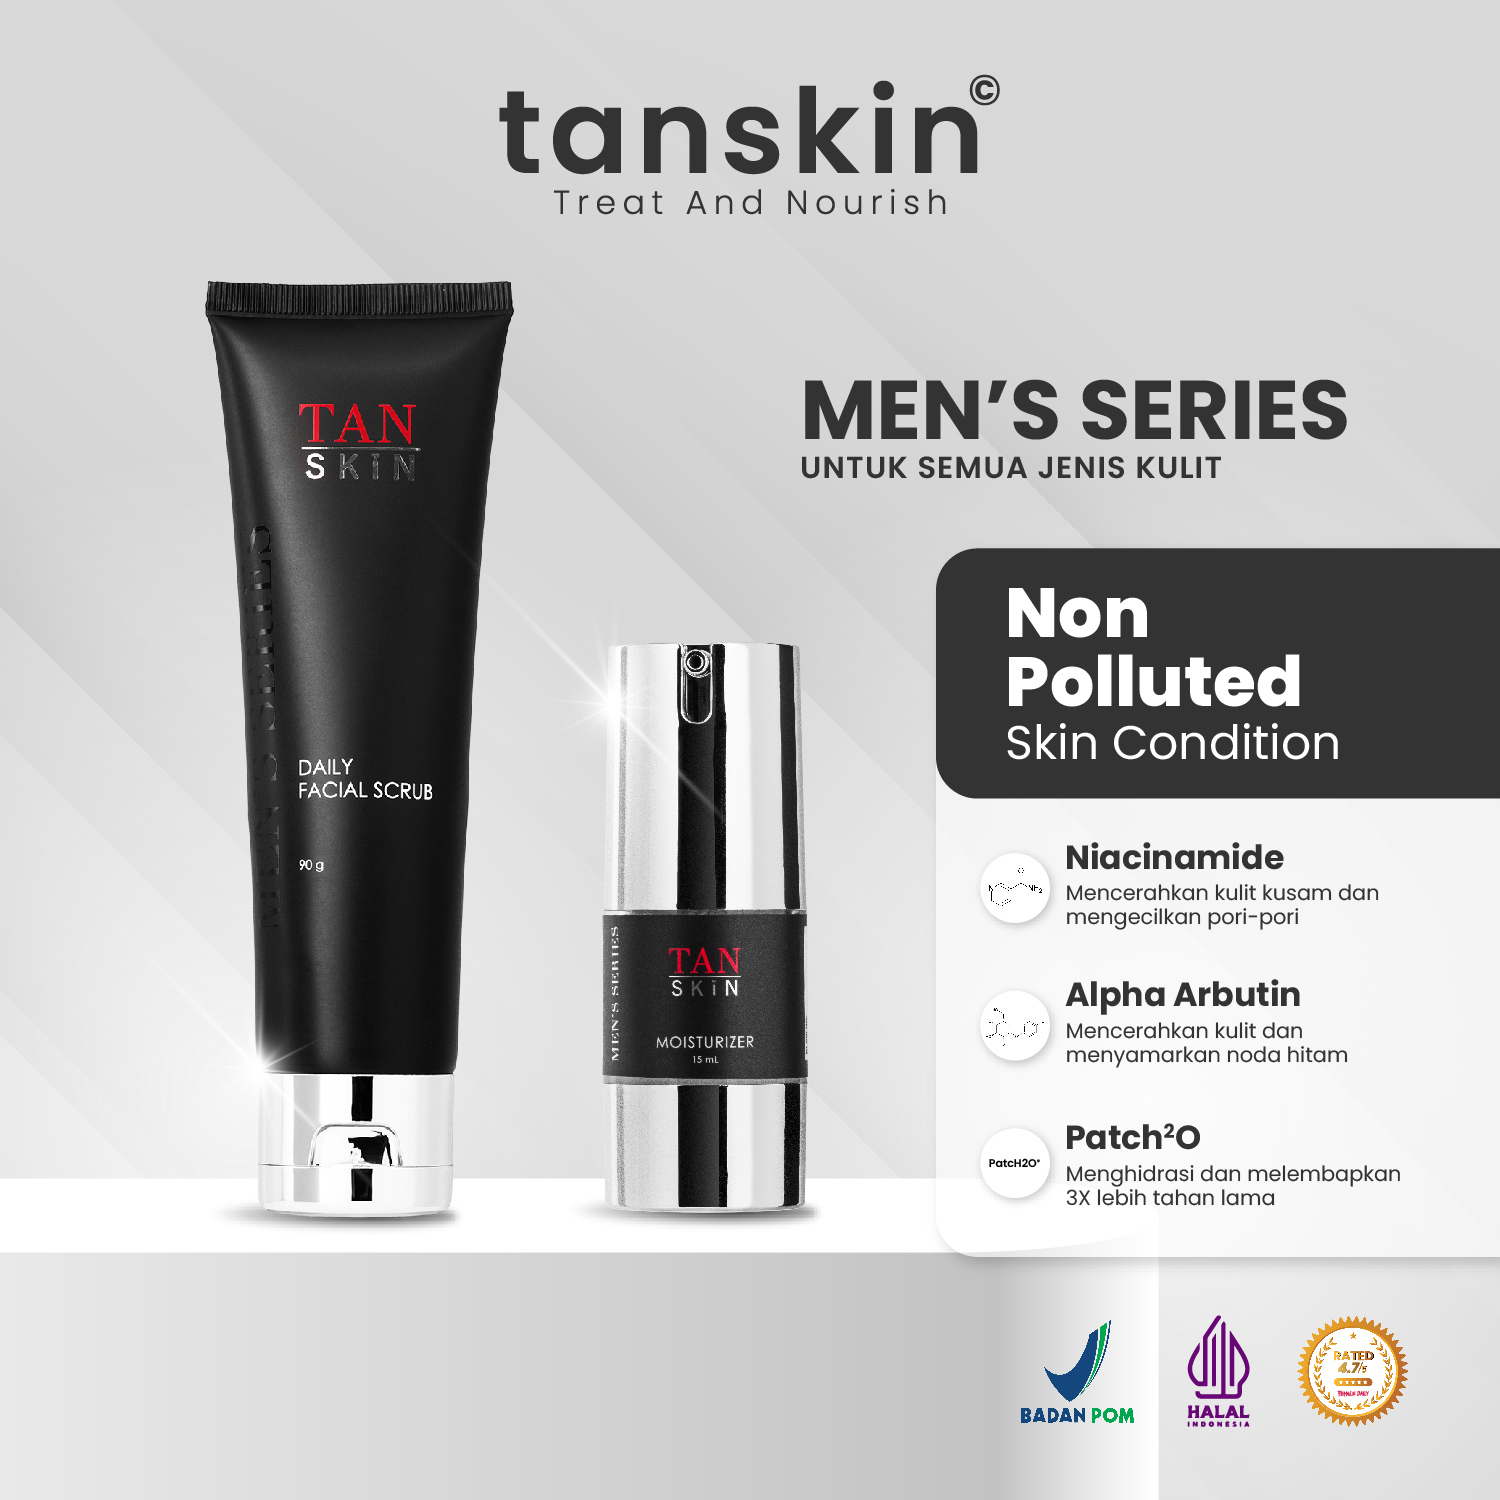 tanskin©
Treat And Nourish
TAN
SKiN
MEN'S SERIES
DAILY
FACIAL SCRUB
90 g
MEN'S SERIES
TAN
SKiN
MOISTURIZER
15 mL
MEN'S SERIES
UNTUK SEMUA JENIS KULIT
Non
Polluted
Skin Condition
Niacinamide
Mencerahkan kulit kusam dan
mengecilkan pori-pori
Alpha Arbutin
Mencerahkan kulit dan
menyamarkan noda hitam
PatcH2O®
Patch²O
Menghidrasi dan melembapkan
3X lebih tahan lama
BADAN POM
HALAL
INDONESIA
RATED
4.7/5
FEMALE DAILY